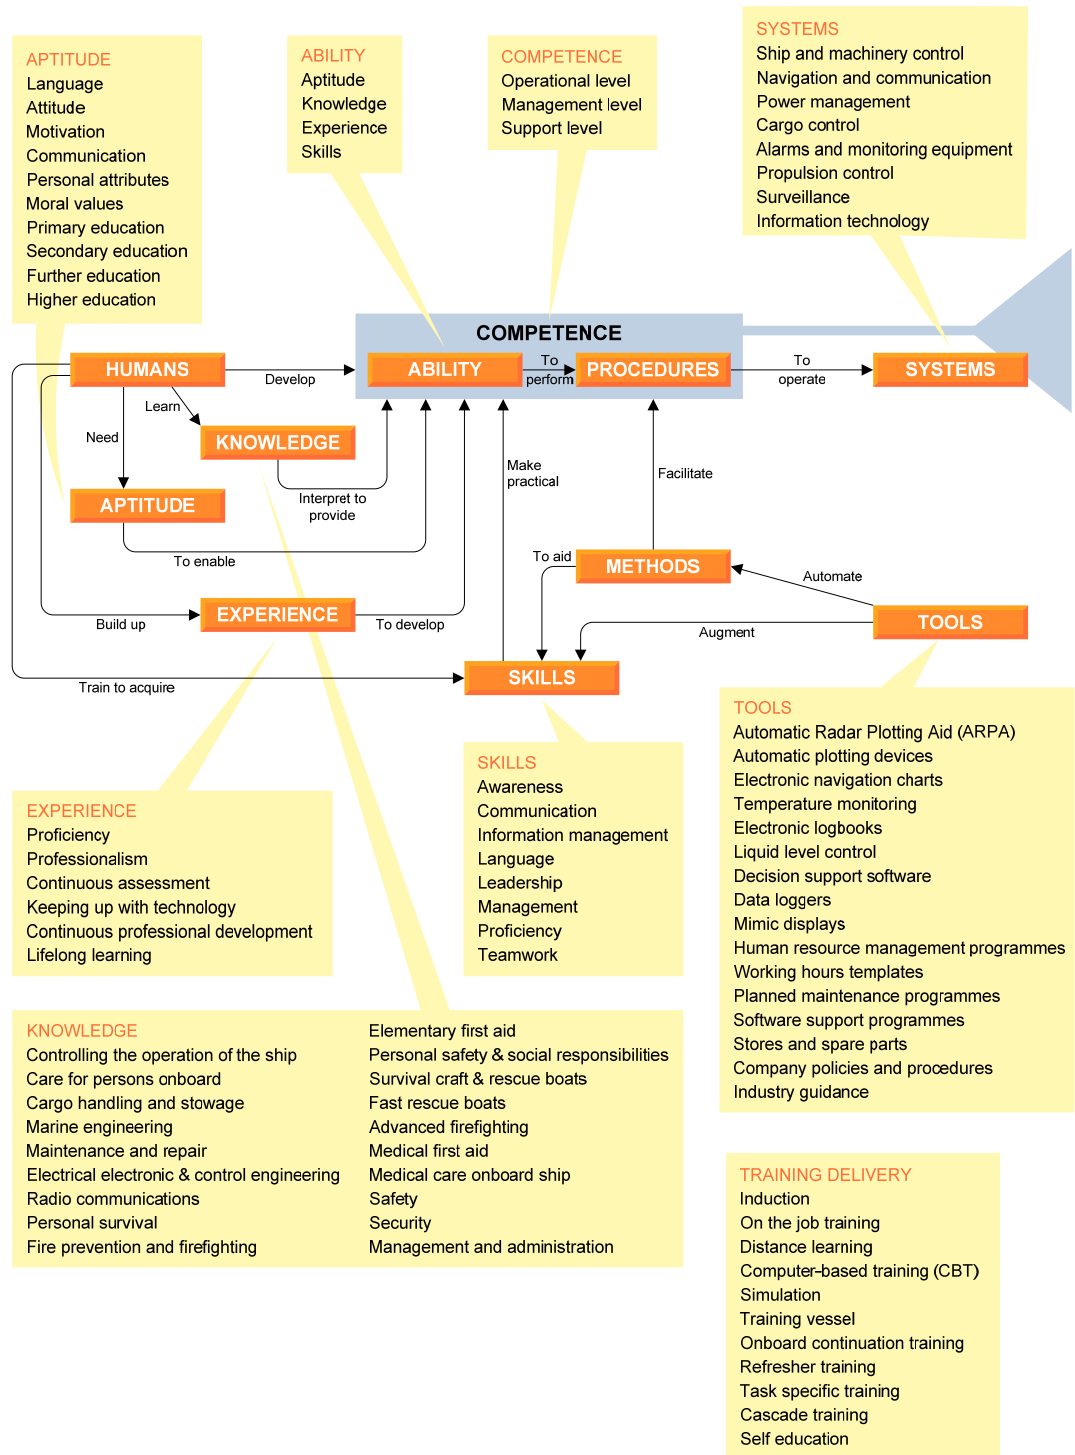 APTITUDE
Language
Attitude
Motivation
Communication
Personal attributes
Moral values
Primary education
Secondary education
Further education
Higher education
ABILITY
Aptitude
Knowledge
Experience
Skills
COMPETENCE
Operational level
Management level
Support level
SYSTEMS
Ship and machinery control
Navigation and communication
Power management
Cargo control
Alarms and monitoring equipment
Propulsion control
Surveillance
Information technology
COMPETENCE
HUMANS
Develop
ABILITY
To
perform
PROCEDURES
To
operate
SYSTEMS
Learn
Need
KNOWLEDGE
Interpret to
provide
Make
practical
Facilitate
APTITUDE
To enable
To aid
METHODS
Automate
Build up
EXPERIENCE
To develop
Augment
TOOLS
Train to acquire
SKILLS
EXPERIENCE
Proficiency
Professionalism
Continuous assessment
Keeping up with technology
Continuous professional development
Lifelong learning
SKILLS
Awareness
Communication
Information management
Language
Leadership
Management
Proficiency
Teamwork
TOOLS
Automatic Radar Plotting Aid (ARPA)
Automatic plotting devices
Electronic navigation charts
Temperature monitoring
Electronic logbooks
Liquid level control
Decision support software
Data loggers
Mimic displays
Human resource management programmes
Working hours templates
Planned maintenance programmes
Software support programmes
Stores and spare parts
Company policies and procedures
Industry guidance
KNOWLEDGE
Controlling the operation of the ship
Care for persons onboard
Cargo handling and stowage
Marine engineering
Maintenance and repair
Electrical electronic & control engineering
Radio communications
Personal survival
Fire prevention and firefighting
Elementary first aid
Personal safety & social responsibilities
Survival craft & rescue boats
Fast rescue boats
Advanced firefighting
Medical first aid
Medical care onboard ship
Safety
Security
Management and administration
TRAINING DELIVERY
Induction
On the job training
Distance learning
Computer-based training (CBT)
Simulation
Training vessel
Onboard continuation training
Refresher training
Task specific training
Cascade training
Self education